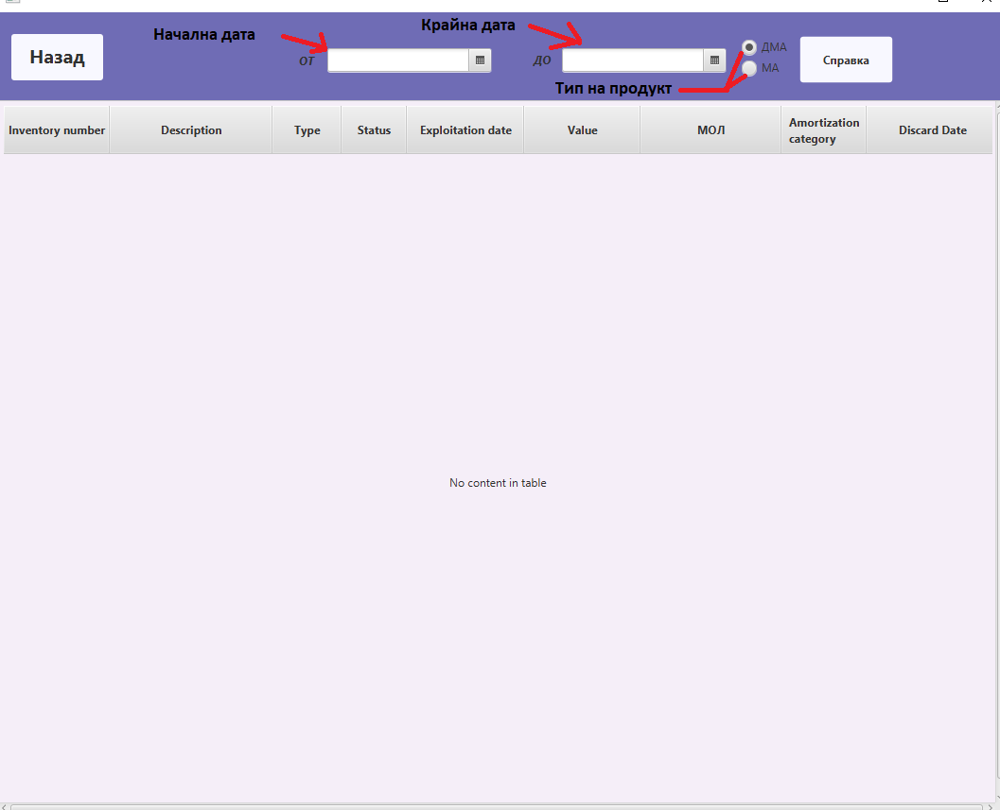 Начална дата
Крайна дата
Назад
ОТ
ДО
ДМА
МА
Справка
Тип на продукт
Inventory number
Description
Type
Status
Exploitation date
Value
МОЛ
Amortization
category
Discard Date
No content in table